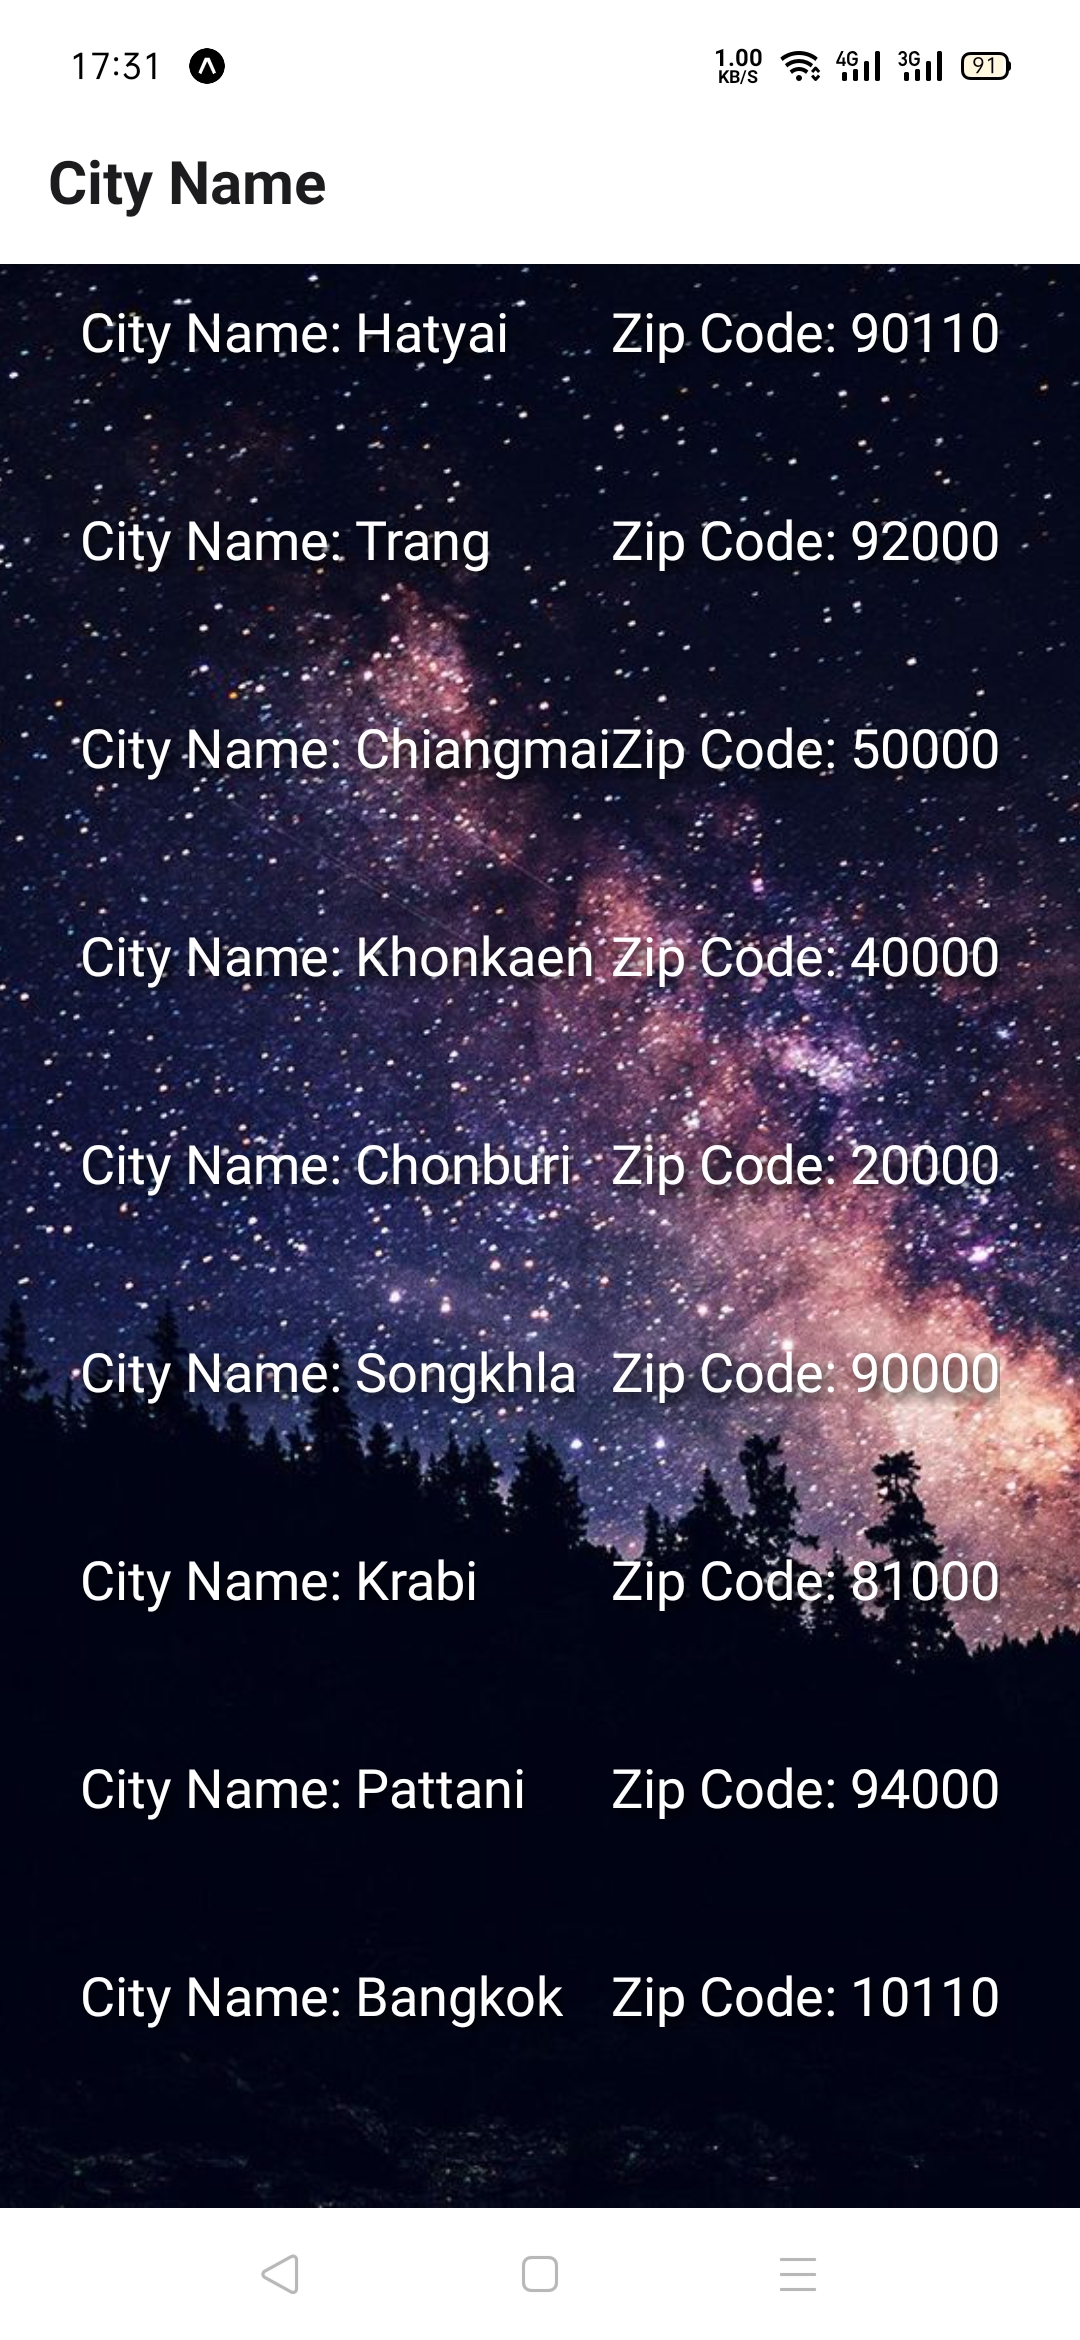 17:31 1.00 KB/S 4G 3G 91
City Name
City Name: Hatyai Zip Code: 90110
City Name: Trang Zip Code: 92000
City Name: ChiangmaiZip Code: 50000
City Name: Khonkaen Zip Code: 40000
City Name: Chonburi Zip Code: 20000
City Name: Songkhla Zip Code: 90000
City Name: Krabi Zip Code: 81000
City Name: Pattani Zip Code: 94000
City Name: Bangkok Zip Code: 10110